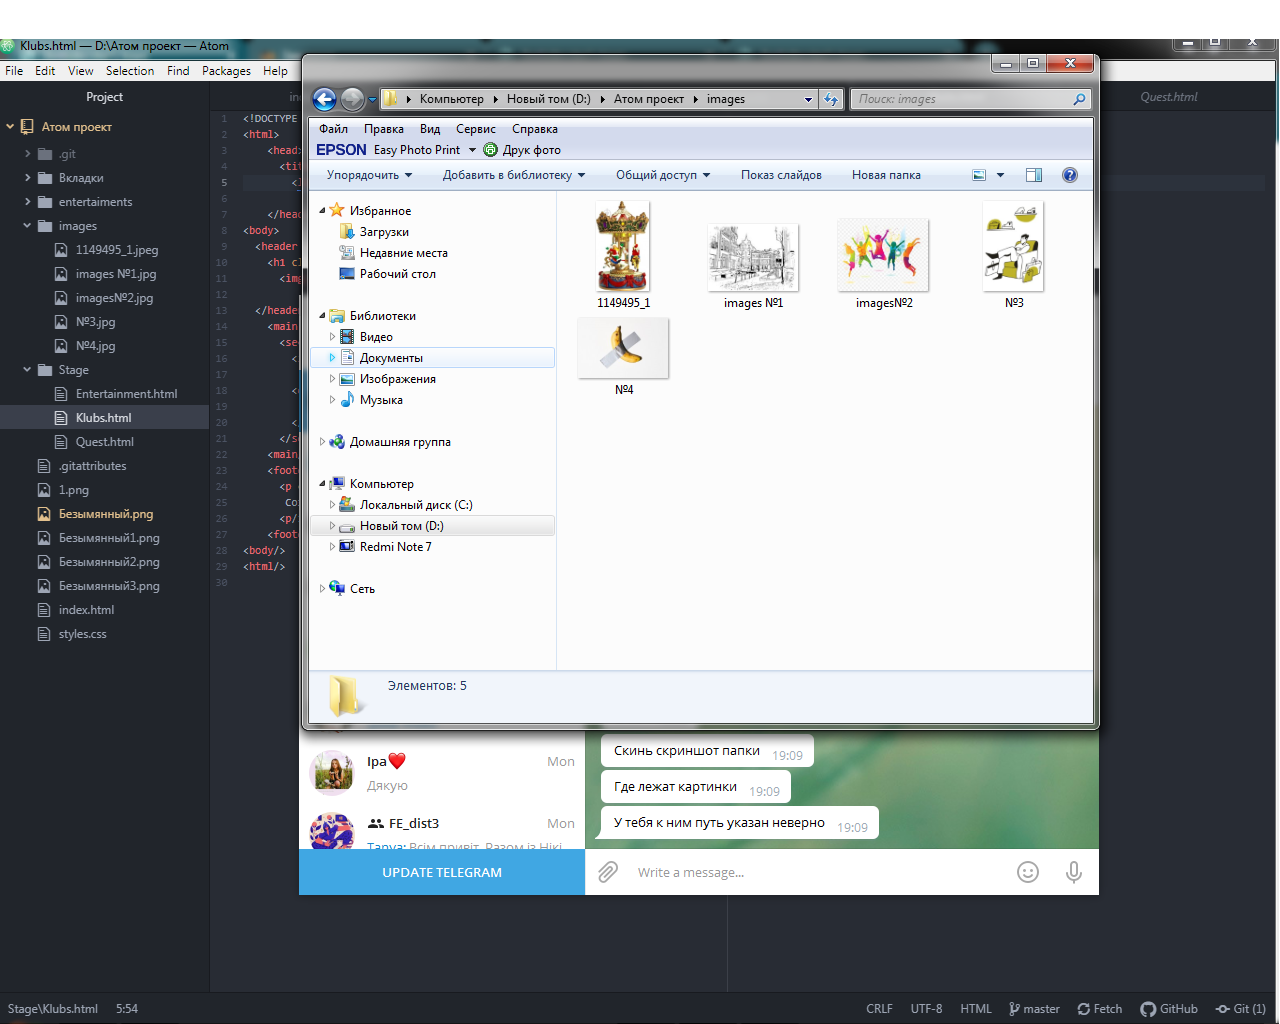 Klubs.html — D:\Атом проект — Atom
File Edit View Selection Find Packages Help
Project
Quest.html
Атом проект
.git
Вкладки
entertaiments
images
1149495_1.jpeg
images №1.jpg
images№2.jpg
№3.jpg
№4.jpg
Stage
Entertainment.html
Klubs.html
Quest.html
.gitattributes
1.png
Безымянный.png
Безымянный1.png
Безымянный2.png
Безымянный3.png
index.html
styles.css
1 <!DOCTYPE
2 <html>
3 <head>
4 <tit
5 <l
6
7 </head
8 <body>
9 <header
10 <h1 cl
11 <img
12
13 </header
14 <main
15 <sec
16
17
18
19
20 </
21 </se
22 <main
23 <foot
24 <p
25 Co
26 <p/
27 <foot
28 <body/>
29 <html/>
30
Компьютер Новый том (D:) Атом проект images
Поиск: images
Файл Правка Вид Сервис Справка
EPSON Easy Photo Print Друк фото
Упорядочить Добавить в библиотеку Общий доступ Показ слайдов Новая папка
Избранное
Загрузки
Недавние места
Рабочий стол
Библиотеки
Видео
Документы
Изображения
Музыка
Домашняя группа
Компьютер
Локальный диск (C:)
Новый том (D:)
Redmi Note 7
Сеть
1149495_1 images №1 images№2 №3
№4
Элементов: 5
Іра Mon
Дякую
FE_dist3 Mon
Tanya: Всім привіт. Разом із Нікі
UPDATE TELEGRAM
Скинь скриншот папки 19:09
Где лежат картинки 19:09
У тебя к ним путь указан неверно 19:09
Write a message...
Stage\Klubs.html 5:54
CRLF UTF-8 HTML master Fetch GitHub Git (1)